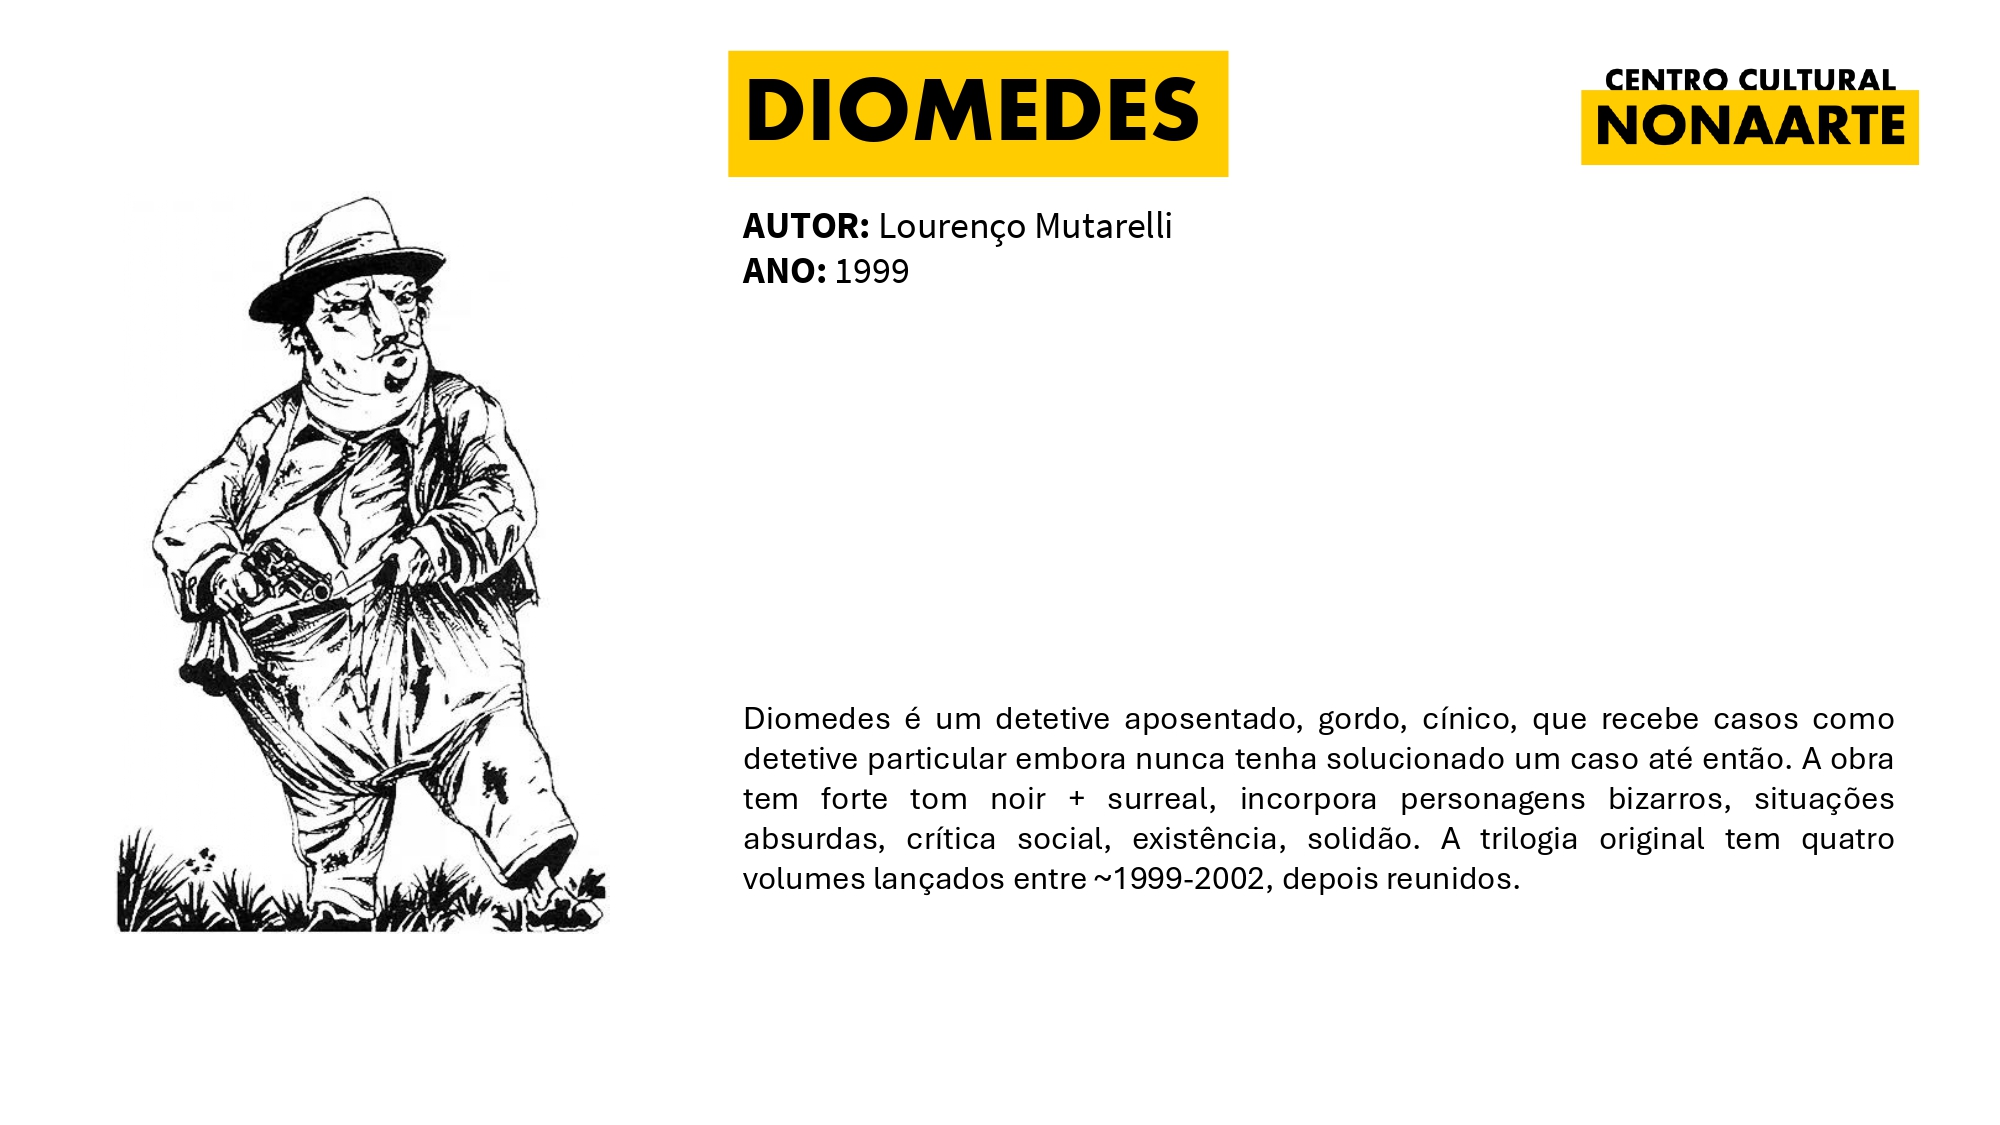 DIOMEDES
CENTRO CULTURAL
NONAARTE
AUTOR: Lourenço Mutarelli
ANO: 1999
Diomedes é um detetive aposentado, gordo, cínico, que recebe casos como
detetive particular embora nunca tenha solucionado um caso até então. A obra
tem forte tom noir + surreal, incorpora personagens bizarros, situações
absurdas, crítica social, existência, solidão. A trilogia original tem quatro
volumes lançados entre ~1999-2002, depois reunidos.